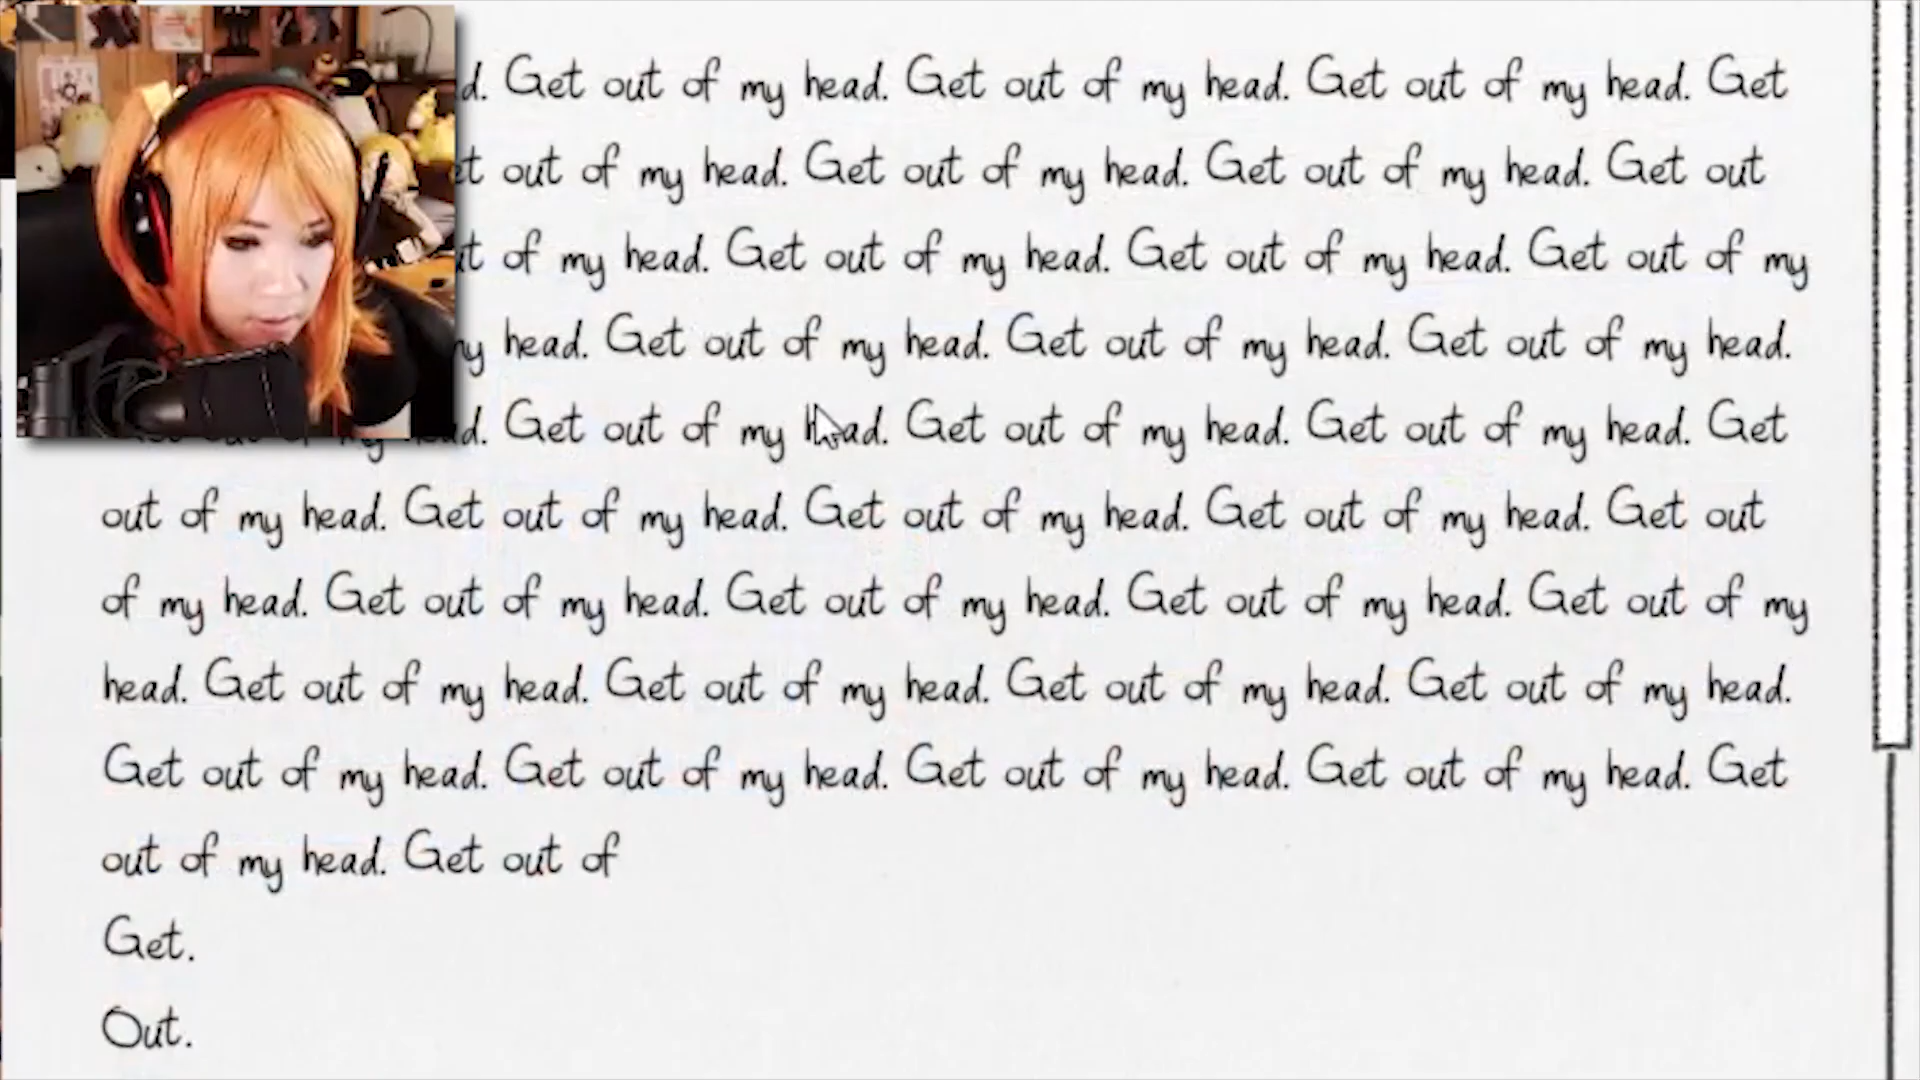 d. Get out of my head. Get out of my head. Get out of my head. Get
out of my head. Get out of my head. Get out of my head. Get out
of my head. Get out of my head. Get out of my head. Get out of my
my head. Get out of my head. Get out of my head. Get out of my head.
Get out of my head. Get out of my head. Get out of my head. Get
out of my head. Get out of my head. Get out of my head. Get out of my head. Get out
of my head. Get out of my head. Get out of my head. Get out of my head. Get out of my
head. Get out of my head. Get out of my head. Get out of my head. Get out of my head.
Get out of my head. Get out of my head. Get out of my head. Get out of my head. Get
out of my head. Get out of
Get.
Out.